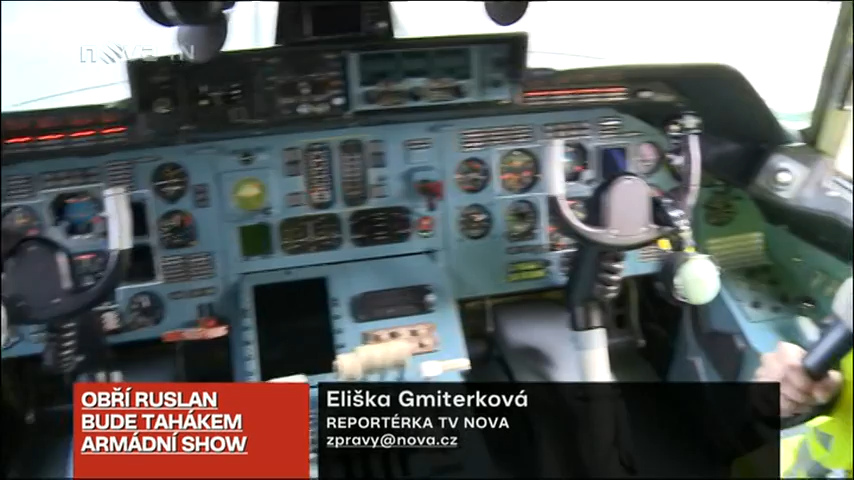 OBŘÍ RUSLAN
BUDE TAHÁKEM
ARMÁDNÍ SHOW
Eliška Gmiterková
REPORTÉRKA TV NOVA
zpravy@nova.cz